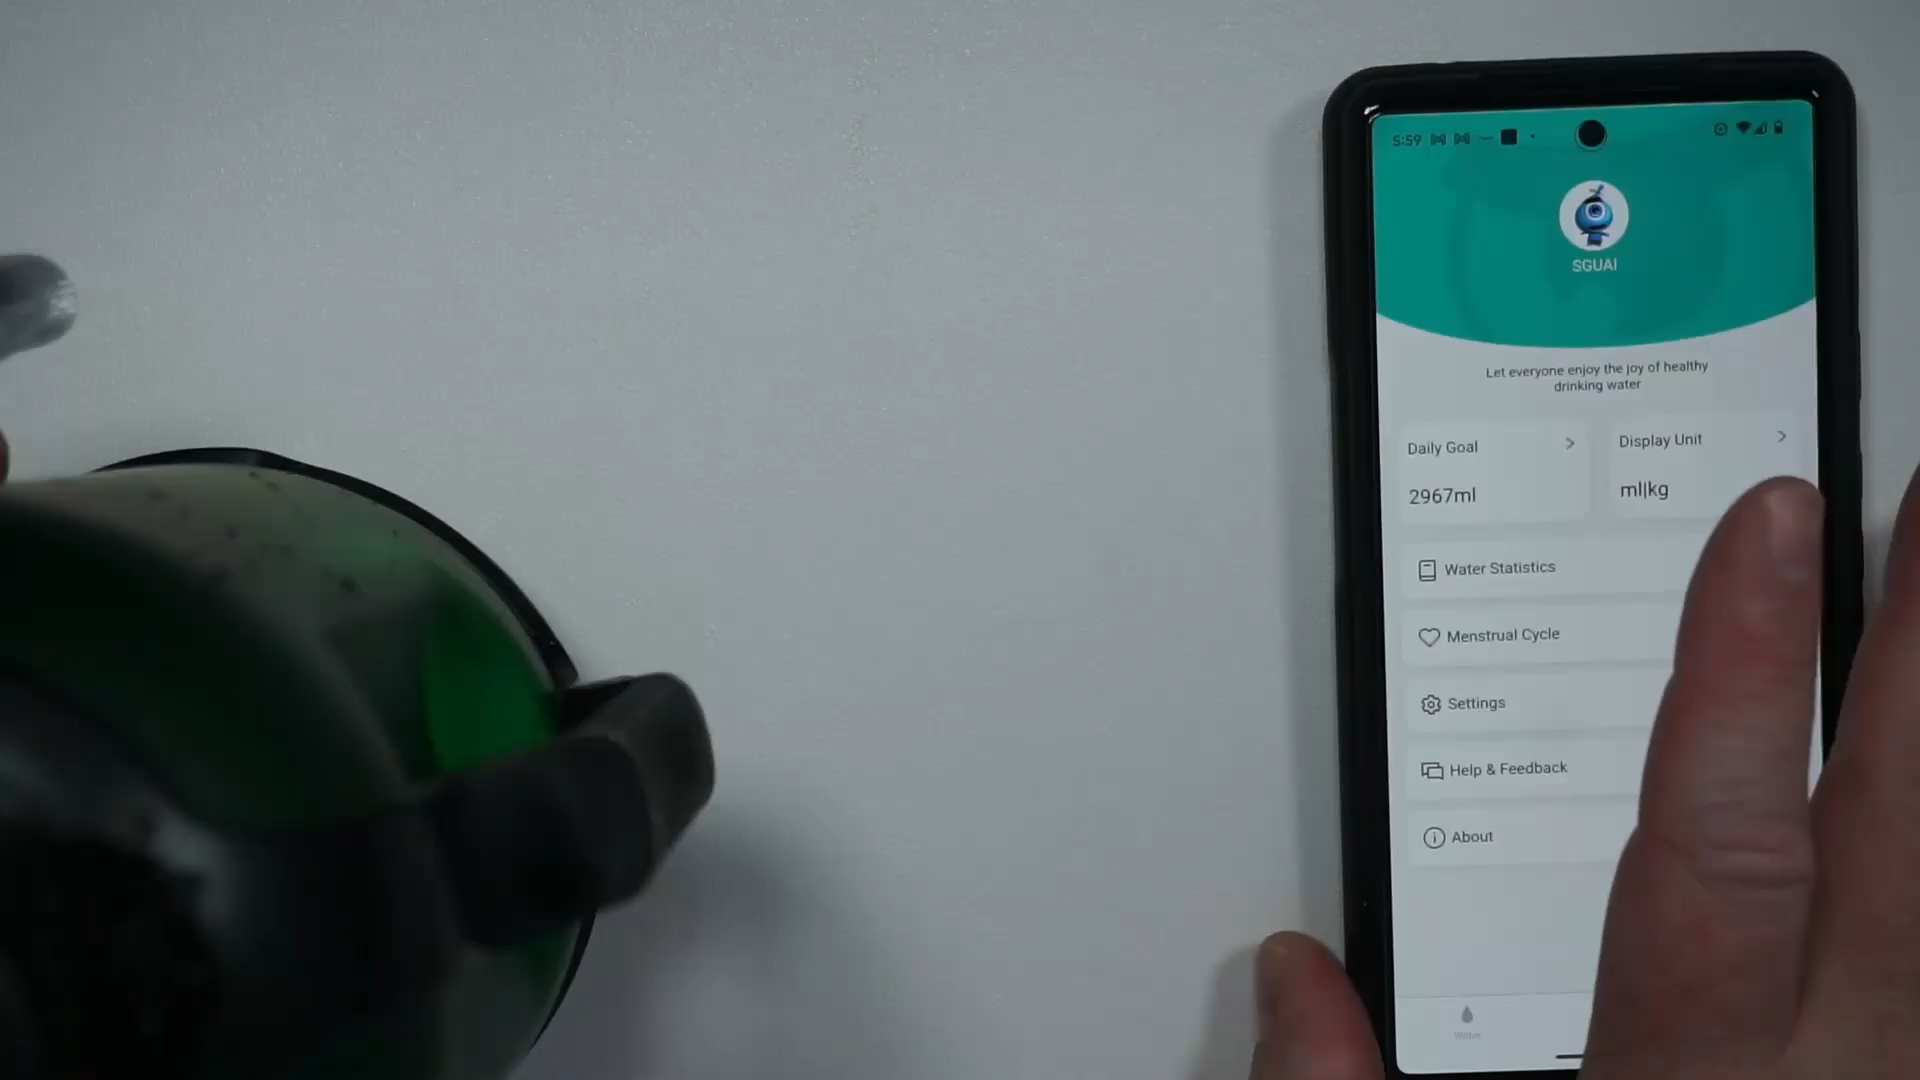 5:59
SGUAI
Let everyone enjoy the joy of healthy
drinking water
Daily Goal
2967ml
Display Unit
ml|kg
Water Statistics
Menstrual Cycle
Settings
Help & Feedback
About
Water